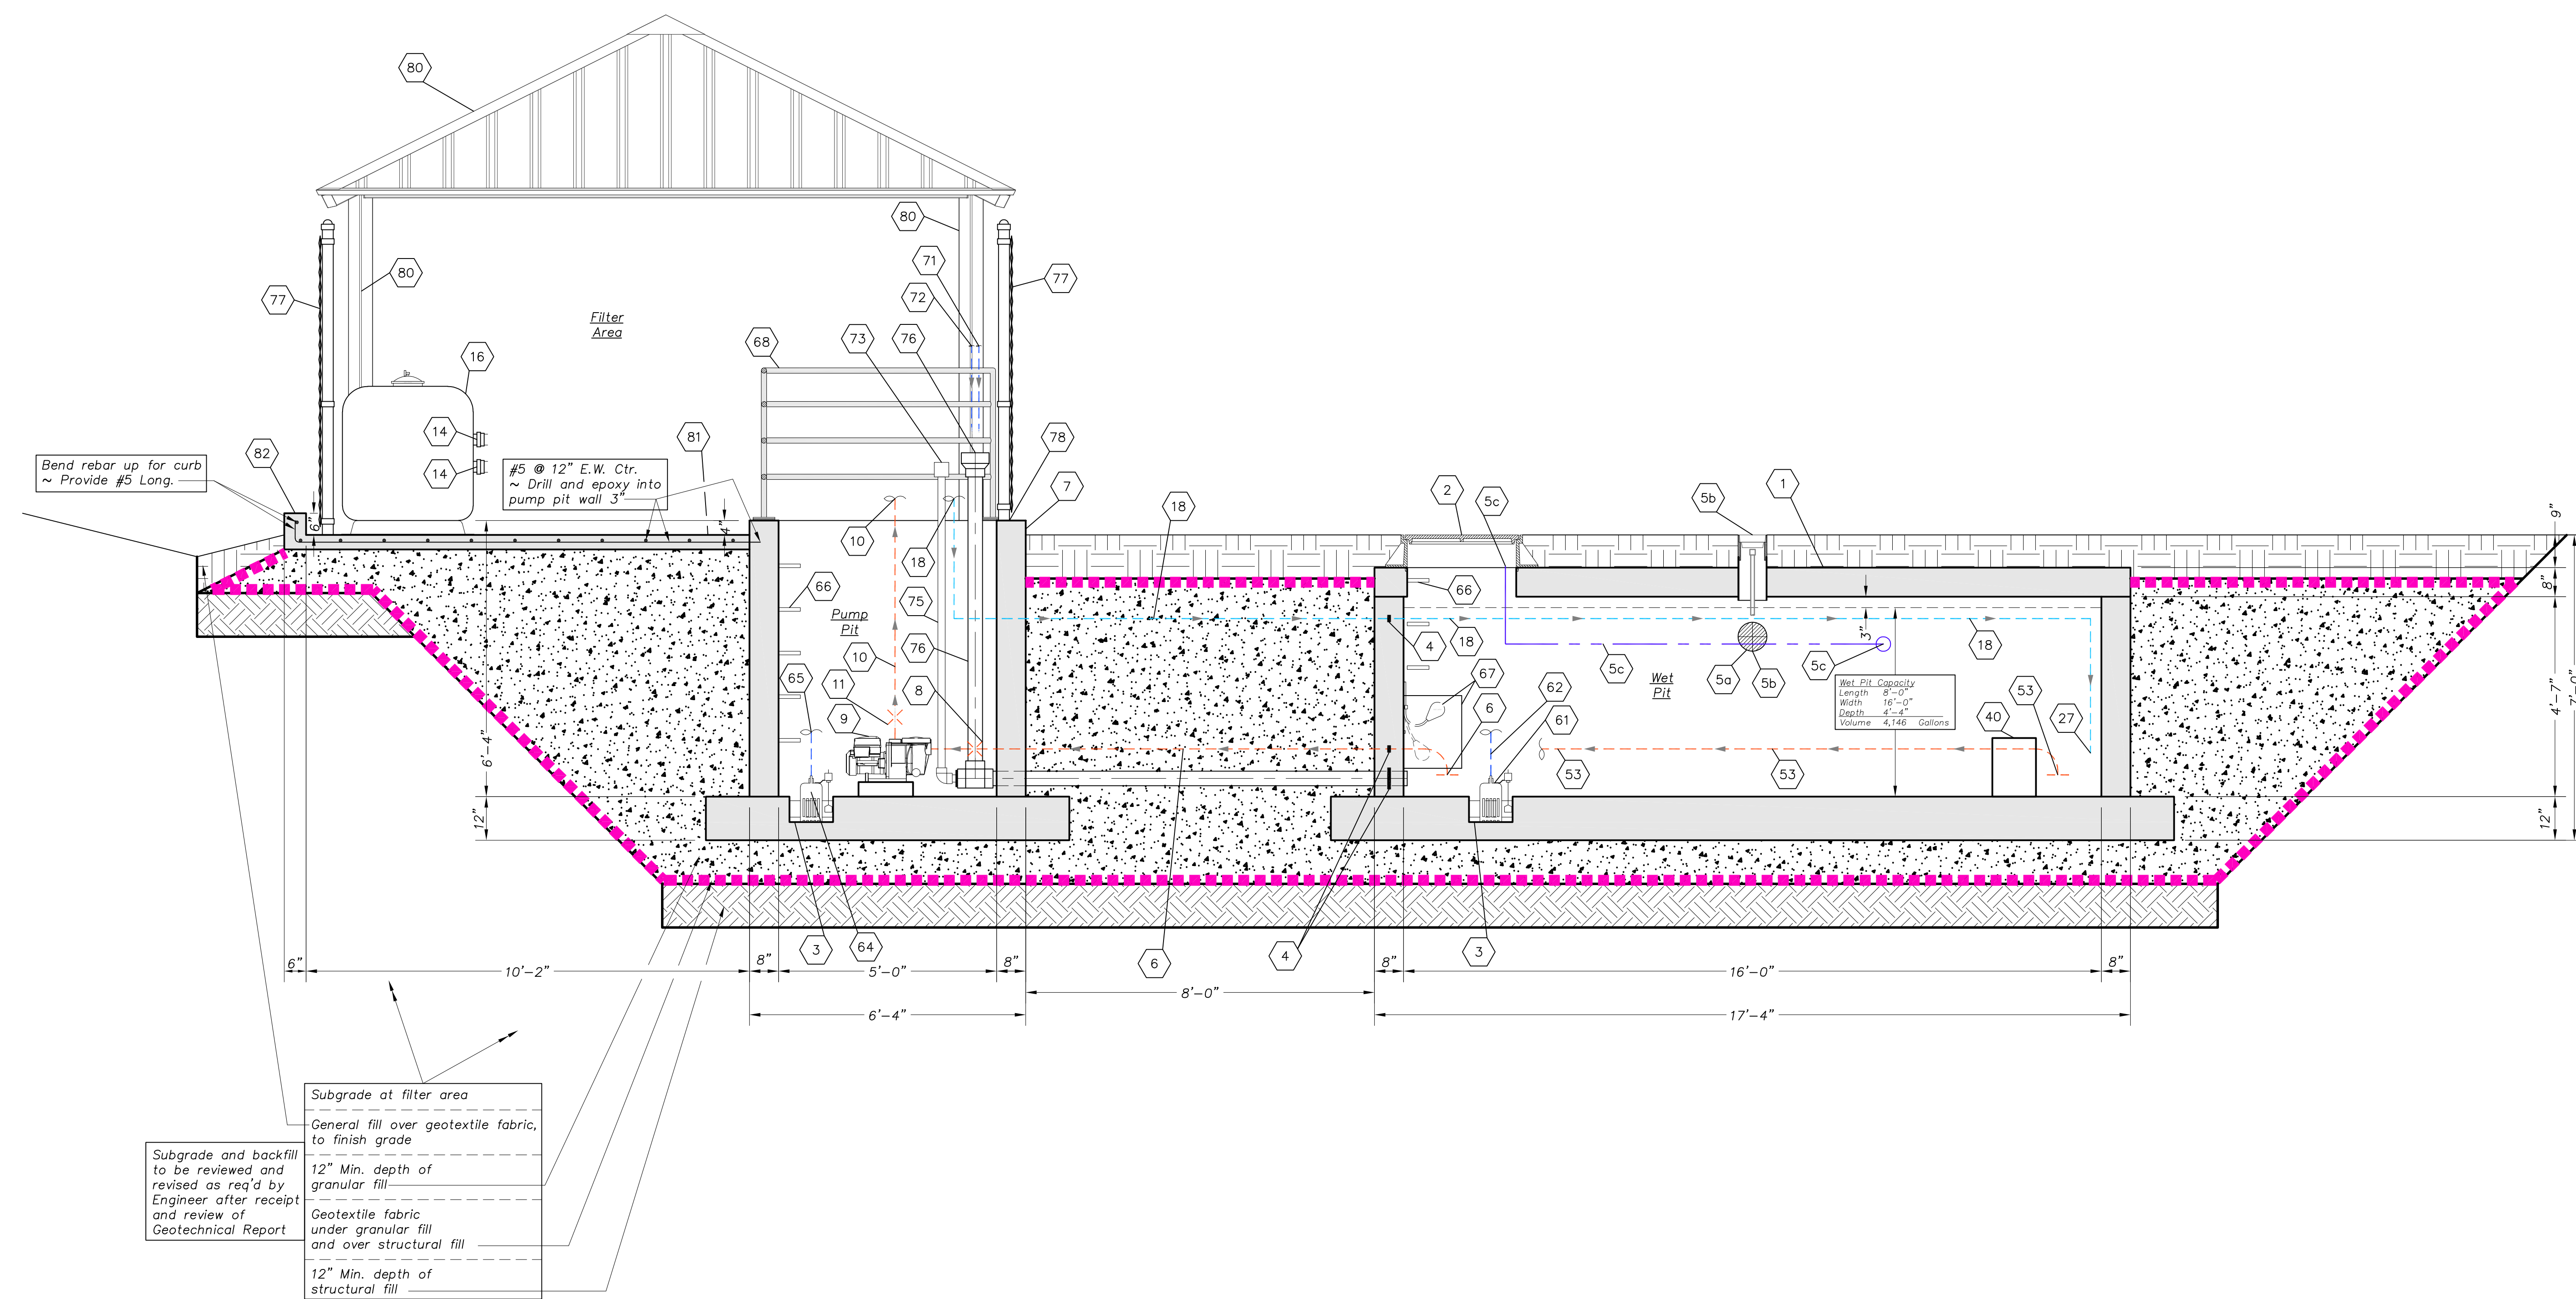 80
80
71
80
77
72
77
Filter
Area
68
73
76
16
14
14
81
78
82
Bend rebar up for curb
~ Provide #5 Long.
#5 @ 12" E.W. Ctr.
~ Drill and epoxy into
pump pit wall 3"
6"
4"
7
10
18
18
2
5c
5b
1
9"
8"
66
Pump
Pit
75
10
76
65
11
8
9
66
4
18
3"
5c
5a
5b
5c
18
Wet
Pit
67
62
6
61
Wet Pit Capacity
Length 8'-0"
Width 16'-0"
Depth 4'-4"
Volume 4,146 Gallons
53
40
27
53
53
4'-7"
7'-0"
12"
6'-4"
12"
3
64
6
4
3
6"
10'-2"
8"
5'-0"
8"
8"
16'-0"
8"
8'-0"
6'-4"
17'-4"
Subgrade at filter area
General fill over geotextile fabric,
to finish grade
12" Min. depth of
granular fill
Geotextile fabric
under granular fill
and over structural fill
12" Min. depth of
structural fill
Subgrade and backfill
to be reviewed and
revised as req'd by
Engineer after receipt
and review of
Geotechnical Report